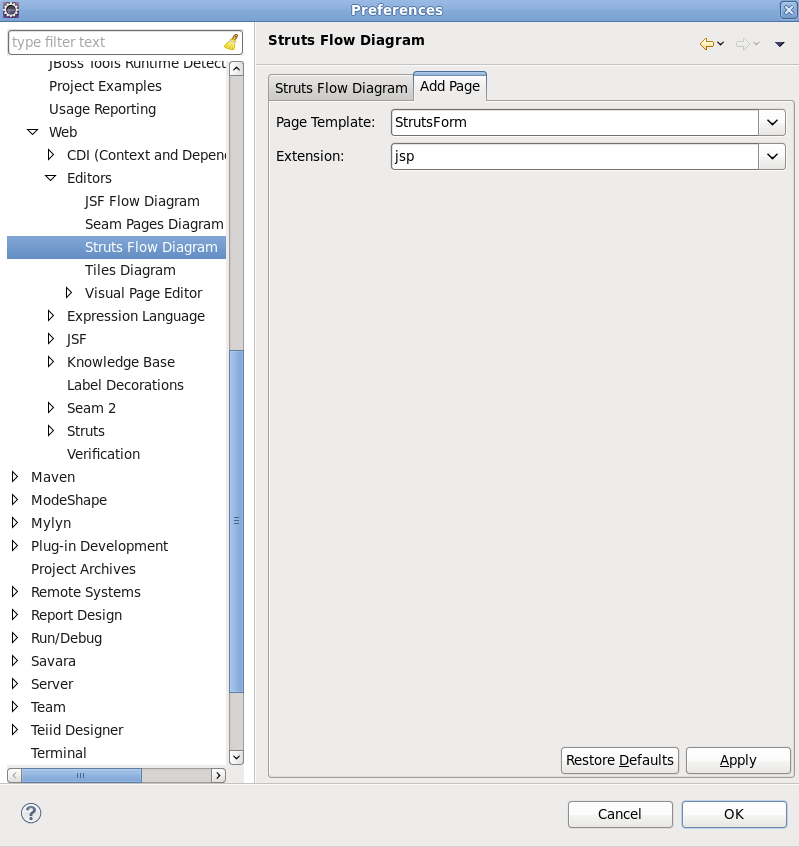 Preferences
type filter text
JBoss Tools Runtime Detect
Project Examples
Usage Reporting
Web
CDI (Context and Depen
Editors
JSF Flow Diagram
Seam Pages Diagram
Struts Flow Diagram
Tiles Diagram
Visual Page Editor
Expression Language
JSF
Knowledge Base
Label Decorations
Seam 2
Struts
Verification
Maven
ModeShape
Mylyn
Plug-in Development
Project Archives
Remote Systems
Report Design
Run/Debug
Savara
Server
Team
Teiid Designer
Terminal
Struts Flow Diagram
Struts Flow Diagram Add Page
Page Template: StrutsForm
Extension: jsp
Restore Defaults Apply
Cancel OK